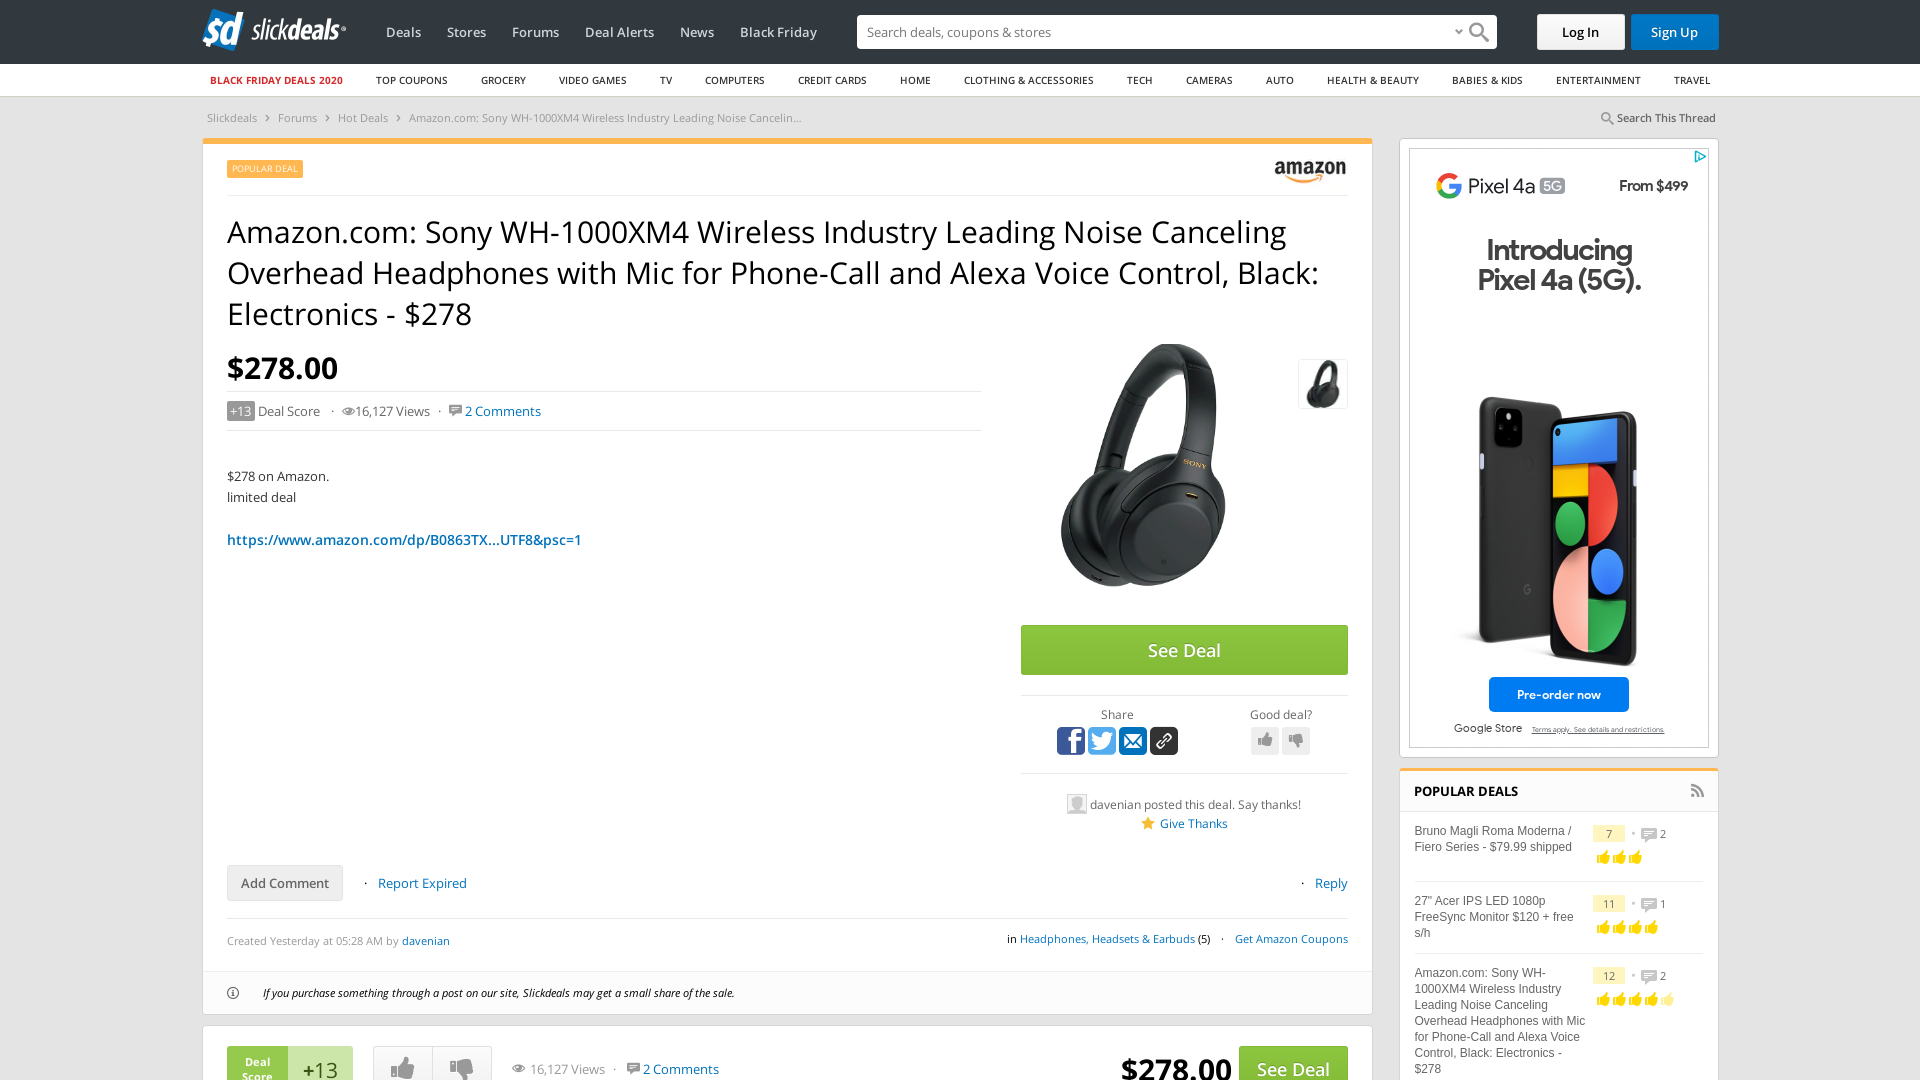 sd slickdeals
Deals Stores Forums Deal Alerts News Black Friday
Search deals, coupons & shops
Log In Sign Up
BLACK FRIDAY DEALS 2020 TOP COUPONS GROCERY VIDEO GAMES TV COMPUTERS CREDIT CARDS HOME CLOTHING & ACCESSORIES TECH CAMERAS AUTO HEALTH & BEAUTY BABIES & KIDS ENTERTAINMENT TRAVEL
Slickdeals > Forums > Hot Deals > Amazon.com: Sony WH-1000XM4 Wireless Industry Leading Noise Cancelin...
Search This Thread
POPULAR DEAL
amazon
Amazon.com: Sony WH-1000XM4 Wireless Industry Leading Noise Canceling
Overhead Headphones with Mic for Phone-Call and Alexa Voice Control, Black:
Electronics - $278
$278.00
+13 Deal Score · 16,127 Views · 2 Comments
$278 on Amazon.
limited deal
https://www.amazon.com/dp/B0863TX...UTF8&psc=1
SONY
See Deal
Share
Good deal?
davenian posted this deal. Say thanks!
Give Thanks
Add Comment · Report Expired
· Reply
Created Yesterday at 05:28 AM by davenian
in Headphones, Headsets & Earbuds (5) · Get Amazon Coupons
If you purchase something through a post on our site, Slickdeals may get a small share of the sale.
Deal
Score
+13
16,127 Views · 2 Comments
$278.00
See Deal
G Pixel 4a 5G
From $499
Introducing
Pixel 4a (5G).
G
Pre-order now
Google Store Terms apply. See details and restrictions.
POPULAR DEALS
Bruno Magli Roma Moderna /
Fiero Series - $79.99 shipped
7 • 2
27" Acer IPS LED 1080p
FreeSync Monitor $120 + free
s/h
11 • 1
Amazon.com: Sony WH-
1000XM4 Wireless Industry
Leading Noise Canceling
Overhead Headphones with Mic
for Phone-Call and Alexa Voice
Control, Black: Electronics -
$278
12 • 2